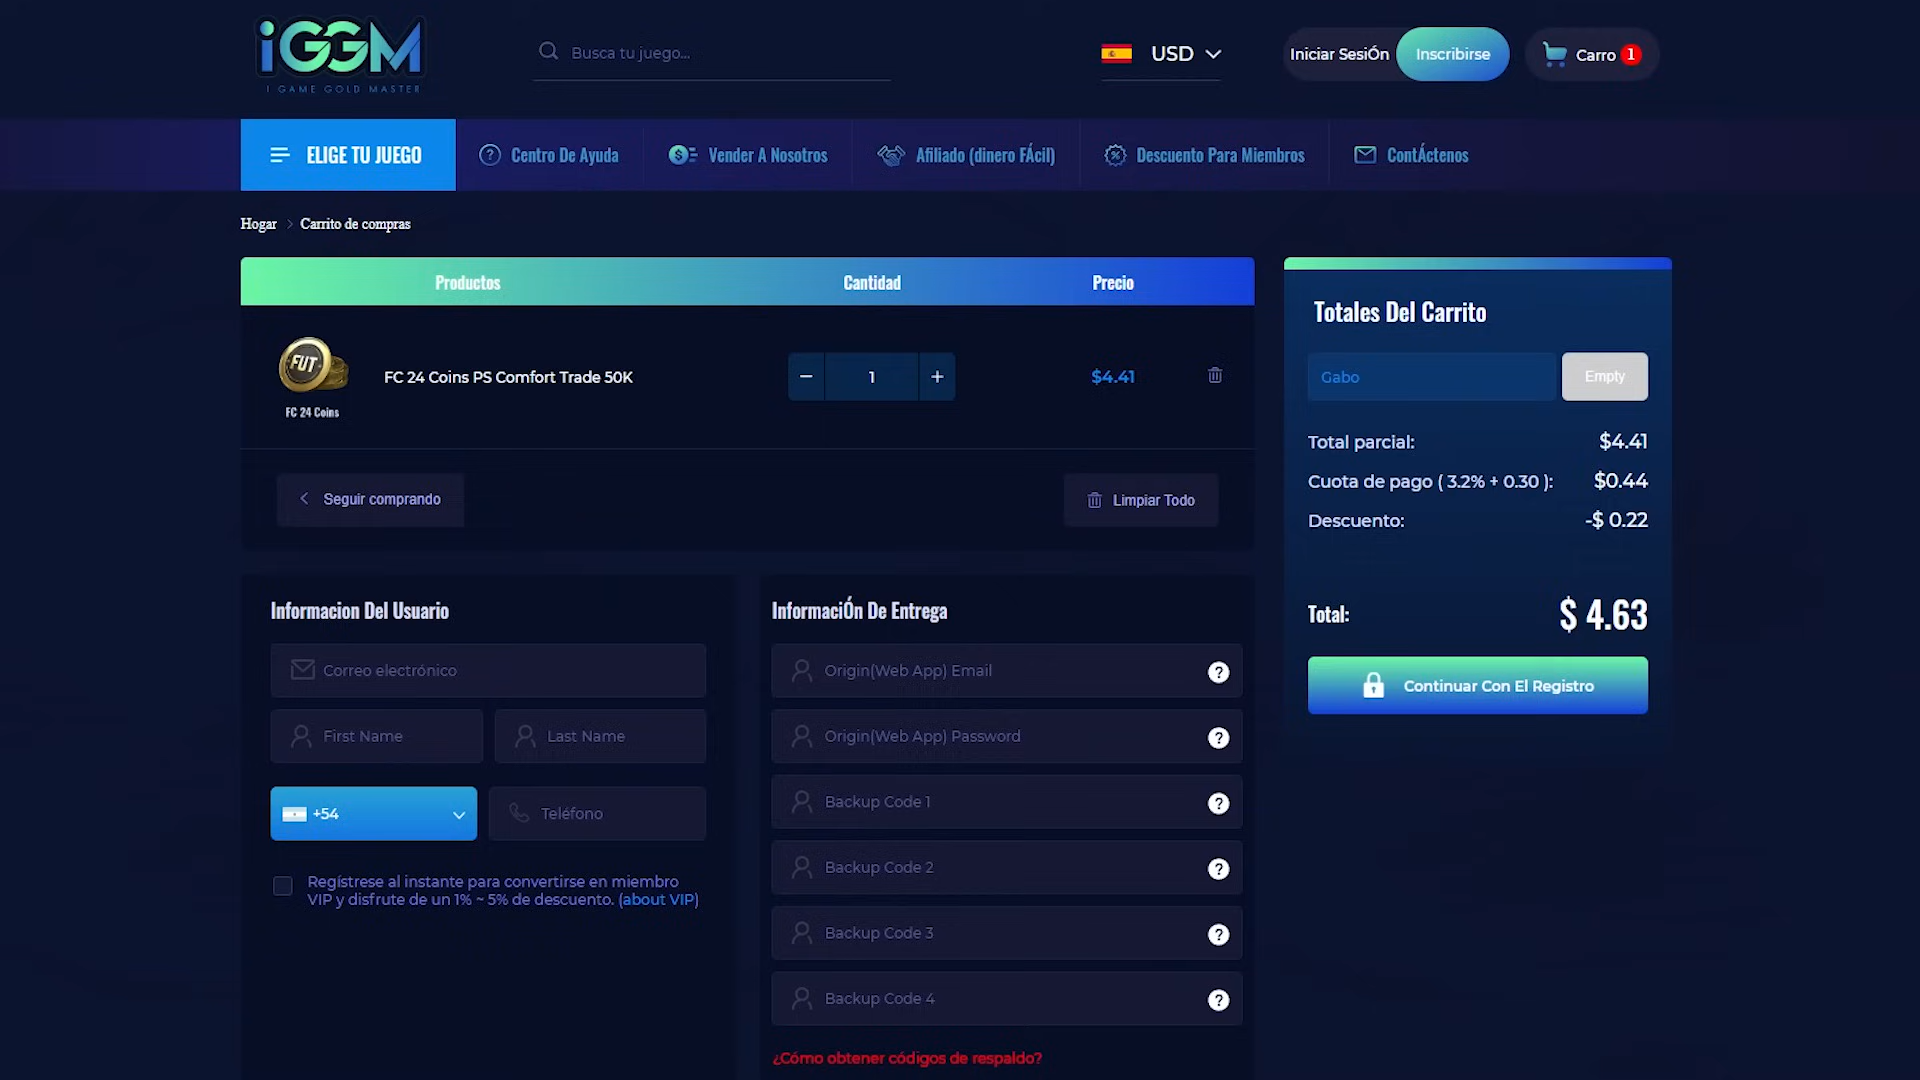 iGGM
I GAME GOLD MASTER
Busca tu juego...
USD
Iniciar SesiÓn
Inscribirse
Carro 1
ELIGE TU JUEGO
Centro De Ayuda
Vender A Nosotros
Afiliado (dinero FÁcil)
Descuento Para Miembros
ContÁctenos
Hogar > Carrito de compras
Productos
Cantidad
Precio
FUT
FC 24 Coins
FC 24 Coins PS Comfort Trade 50K
− 1 +
$4.41
Seguir comprando
Limpiar Todo
Totales Del Carrito
Gabo
Empty
Total parcial: $4.41
Cuota de pago ( 3.2% + 0.30 ): $0.44
Descuento: -$ 0.22
Total: $ 4.63
Continuar Con El Registro
Informacion Del Usuario
Correo electrónico
First Name
Last Name
+54
Teléfono
Regístrese al instante para convertirse en miembro
VIP y disfrute de un 1% ~ 5% de descuento. (about VIP)
InformaciÓn De Entrega
Origin(Web App) Email ?
Origin(Web App) Password ?
Backup Code 1 ?
Backup Code 2 ?
Backup Code 3 ?
Backup Code 4 ?
¿Cómo obtener códigos de respaldo?